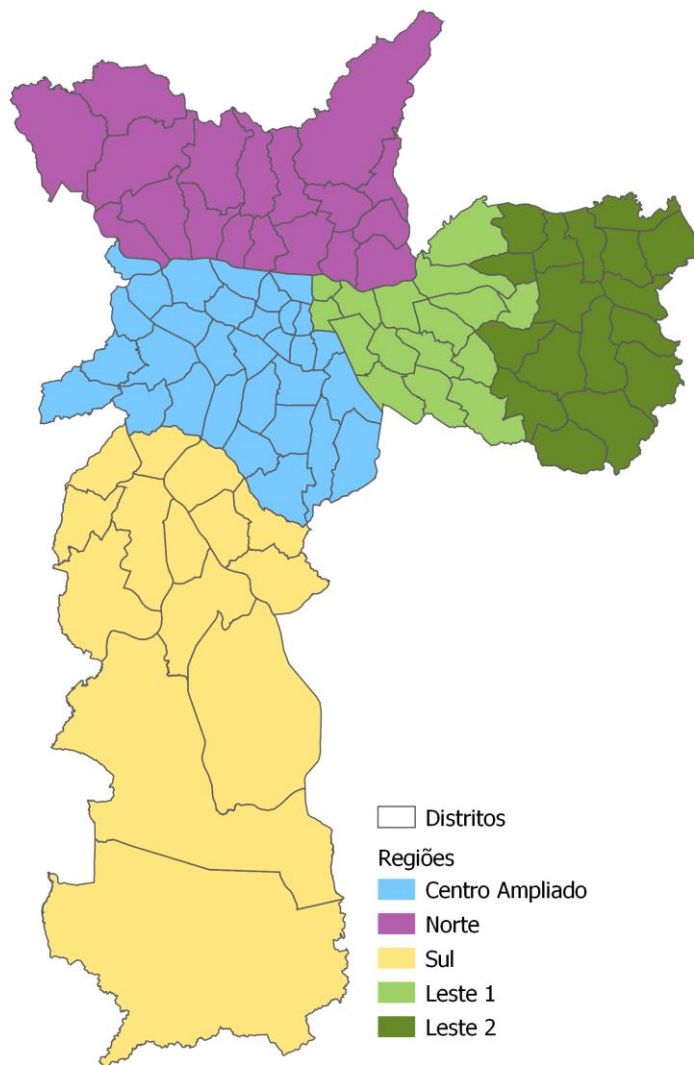 Distritos
Regiões
Centro Ampliado
Norte
Sul
Leste 1
Leste 2